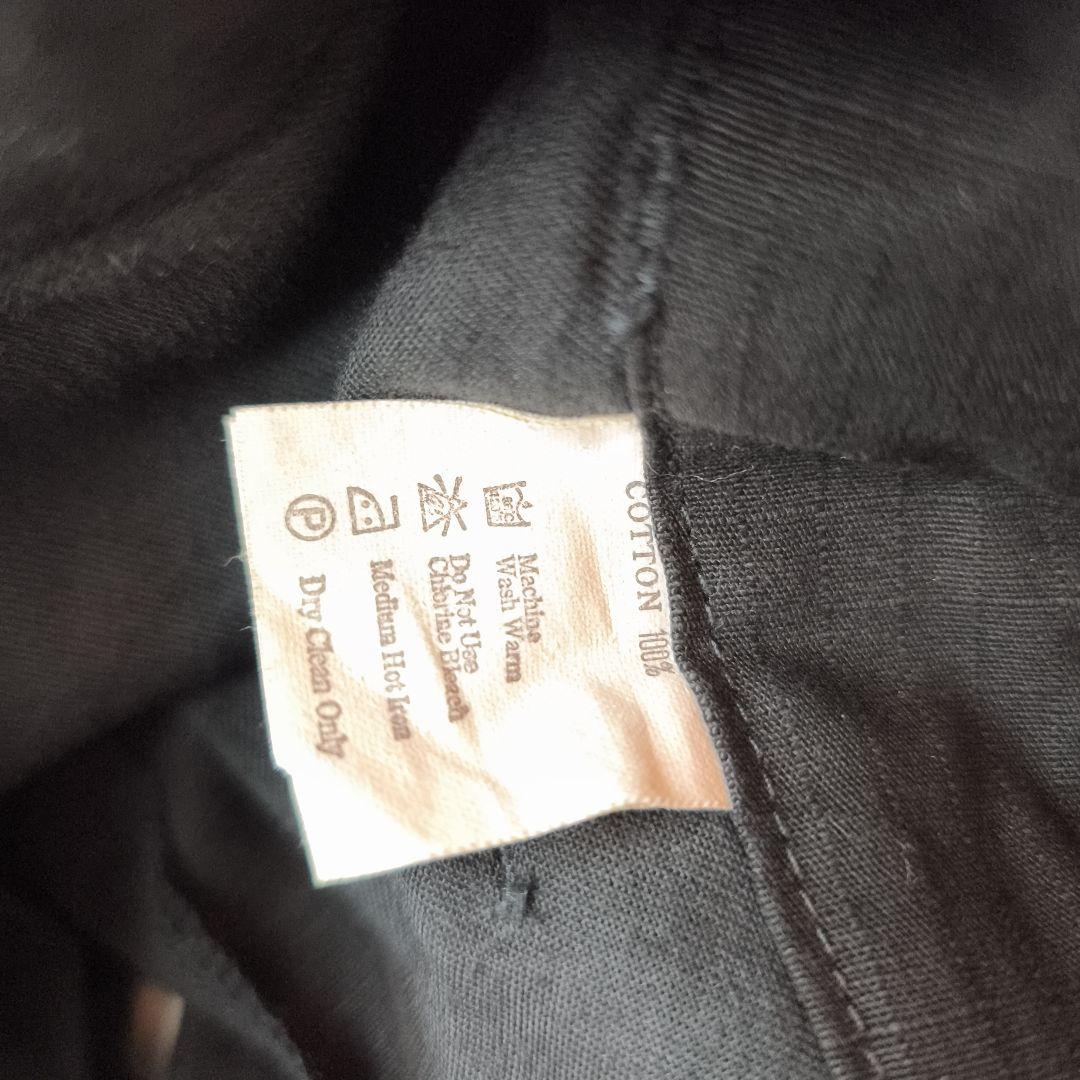 COTTON 100%
Machine
Wash Warm
Do Not Use
Chlorine Bleach
Medium Hot Iron
P Dry Clean Only